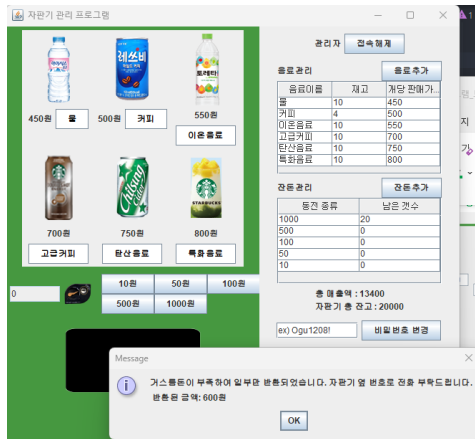 자판기 관리 프로그램
관리자 접속해제
음료관리 음료추가
음료이름 재고 개당 판매가...
물 10 450
커피 4 500
이온음료 10 550
고급커피 10 700
탄산음료 10 750
특화음료 10 800
잔돈관리 잔돈추가
동전 종류 남은 갯수
1000 20
500 0
100 0
50 0
10 0
총 매출액 : 13400
자판기 총 잔고 : 20000
ex) Ogu1208! 비밀번호 변경
레쓰비
토레타
450원 물 500원 커피 550원
이온음료
Chilsung
Cider
STARBUCKS
700원 750원 800원
고급커피 탄산음료 특화음료
0 10원 50원 100원
500원 1000원
Message
거스름돈이 부족하여 일부만 반환되었습니다. 자판기 옆 번호로 전화 부탁드립니다.
반환된 금액: 600원
OK